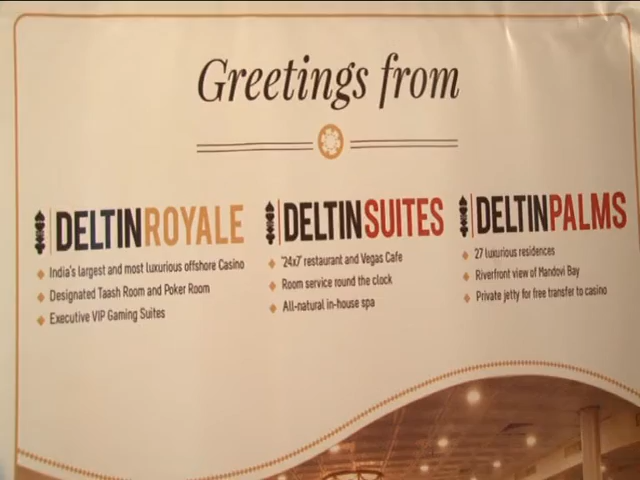 Greetings from
DELTINROYALE
India's largest and most luxurious offshore Casino
Designated Taash Room and Poker Room
Executive VIP Gaming Suites
DELTINSUITES
'24x7' restaurant and Vegas Cafe
Room service round the clock
All-natural in-house spa
DELTINPALMS
27 luxurious residences
Riverfront view of Mandovi Bay
Private jetty for free transfer to casino